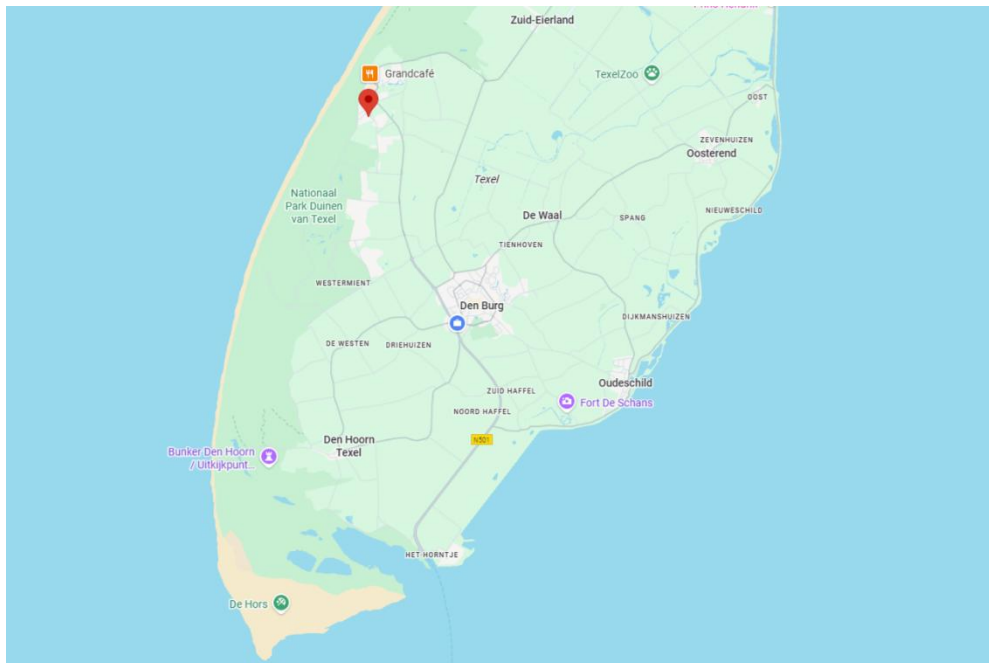 Zuid-Eierland
Grandcafé
TexelZoo
OOST
ZEVENHUIZEN
Oosterend
Texel
Nationaal
Park Duinen
van Texel
De Waal
SPANG
NIEUWESCHILD
TIENHOVEN
WESTERMIENT
Den Burg
DIJKMANSHUIZEN
DE WESTEN
DRIEHUIZEN
Oudeschild
ZUID HAFFEL
Fort De Schans
NOORD HAFFEL
N501
Den Hoorn
Texel
Bunker Den Hoorn
/ Uitkijkpunt...
HET HORNTJE
De Hors